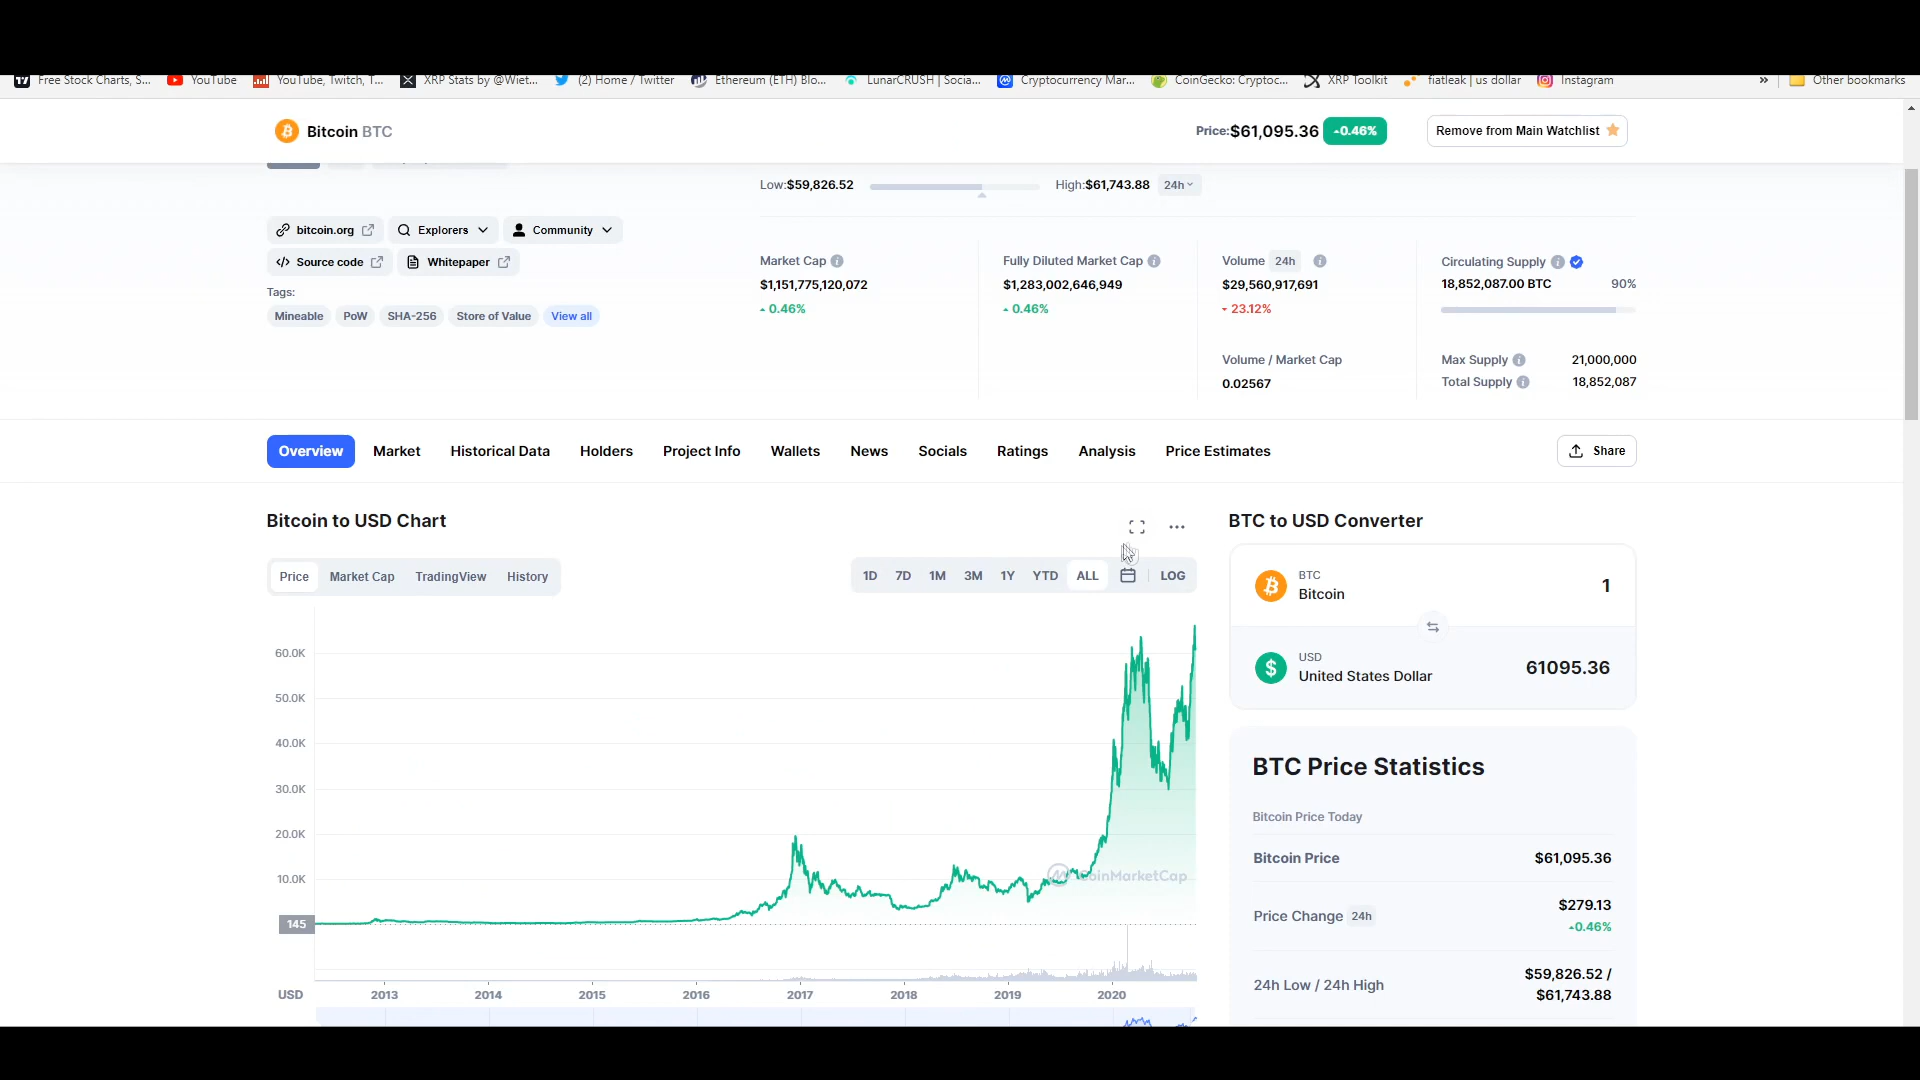 Free Stock Charts, S... YouTube YouTube, Twitch, T... XRP Stats by @Wiet... (2) Home / Twitter Ethereum (ETH) Blo... LunarCRUSH | Socia... Cryptocurrency Mar... CoinGecko: Cryptoc... XRP Toolkit fiatleak | us dollar Instagram » Other bookmarks
Bitcoin BTC Price:$61,095.36 0.46% Remove from Main Watchlist
Low:$59,826.52 High:$61,743.88 24h
bitcoin.org Explorers Community
Source code Whitepaper
Tags:
Mineable PoW SHA-256 Store of Value View all
Market Cap
$1,151,775,120,072
0.46%
Fully Diluted Market Cap
$1,283,002,646,949
0.46%
Volume 24h
$29,560,917,691
23.12%
Volume / Market Cap
0.02567
Circulating Supply
18,852,087.00 BTC 90%
Max Supply 21,000,000
Total Supply 18,852,087
Overview Market Historical Data Holders Project Info Wallets News Socials Ratings Analysis Price Estimates Share
Bitcoin to USD Chart
Price Market Cap TradingView History 1D 7D 1M 3M 1Y YTD ALL LOG
60.0K
50.0K
40.0K
30.0K
20.0K
10.0K
CoinMarketCap
145
USD 2013 2014 2015 2016 2017 2018 2019 2020
BTC to USD Converter
BTC
Bitcoin 1
USD
United States Dollar 61095.36
BTC Price Statistics
Bitcoin Price Today
Bitcoin Price $61,095.36
Price Change 24h $279.13
0.46%
24h Low / 24h High $59,826.52 /
$61,743.88